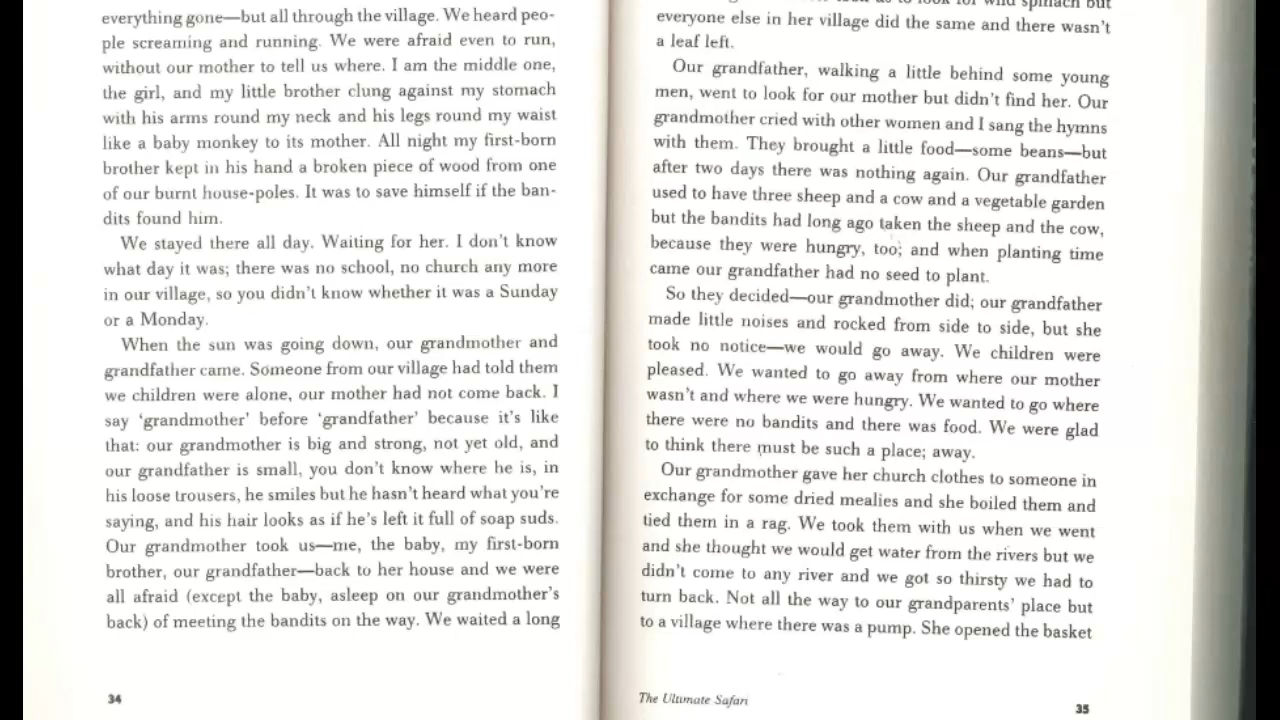 everything gone—but all through the village. We heard peo-
ple screaming and running. We were afraid even to run,
without our mother to tell us where. I am the middle one,
the girl, and my little brother clung against my stomach
with his arms round my neck and his legs round my waist
like a baby monkey to its mother. All night my first-born
brother kept in his hand a broken piece of wood from one
of our burnt house-poles. It was to save himself if the ban-
dits found him.
We stayed there all day. Waiting for her. I don't know
what day it was; there was no school, no church any more
in our village, so you didn't know whether it was a Sunday
or a Monday.
When the sun was going down, our grandmother and
grandfather came. Someone from our village had told them
we children were alone, our mother had not come back. I
say 'grandmother' before 'grandfather' because it's like
that: our grandmother is big and strong, not yet old, and
our grandfather is small, you don't know where he is, in
his loose trousers, he smiles but he hasn't heard what you're
saying, and his hair looks as if he's left it full of soap suds.
Our grandmother took us—me, the baby, my first-born
brother, our grandfather—back to her house and we were
all afraid (except the baby, asleep on our grandmother's
back) of meeting the bandits on the way. We waited a long
34
to look for wild spinach but
everyone else in her village did the same and there wasn't
a leaf left.
Our grandfather, walking a little behind some young
men, went to look for our mother but didn't find her. Our
grandmother cried with other women and I sang the hymns
with them. They brought a little food—some beans—but
after two days there was nothing again. Our grandfather
used to have three sheep and a cow and a vegetable garden
but the bandits had long ago taken the sheep and the cow,
because they were hungry, too; and when planting time
came our grandfather had no seed to plant.
So they decided—our grandmother did; our grandfather
made little noises and rocked from side to side, but she
took no notice—we would go away. We children were
pleased. We wanted to go away from where our mother
wasn't and where we were hungry. We wanted to go where
there were no bandits and there was food. We were glad
to think there must be such a place; away.
Our grandmother gave her church clothes to someone in
exchange for some dried mealies and she boiled them and
tied them in a rag. We took them with us when we went
and she thought we would get water from the rivers but we
didn't come to any river and we got so thirsty we had to
turn back. Not all the way to our grandparents' place but
to a village where there was a pump. She opened the basket
The Ultimate Safari
35